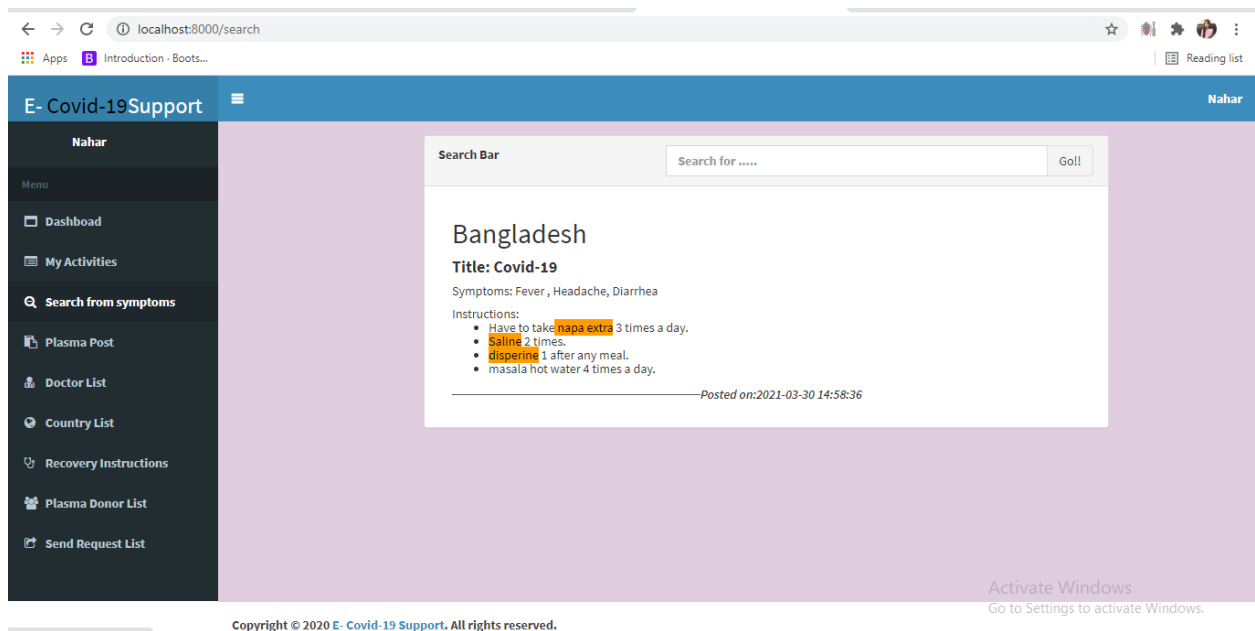 localhost:8000/search
Apps B Introduction · Boots...
Reading list
E- Covid-19Support
Nahar
Nahar
Menu
Dashboad
My Activities
Search from symptoms
Plasma Post
Doctor List
Country List
Recovery Instructions
Plasma Donor List
Send Request List
Search Bar
Search for .....
Go!!
Bangladesh
Title: Covid-19
Symptoms: Fever , Headache, Diarrhea
Instructions:
Have to take napa extra 3 times a day.
Saline 2 times.
disperine 1 after any meal.
masala hot water 4 times a day.
Posted on:2021-03-30 14:58:36
Activate Windows
Go to Settings to activate Windows.
Copyright © 2020 E- Covid-19 Support. All rights reserved.